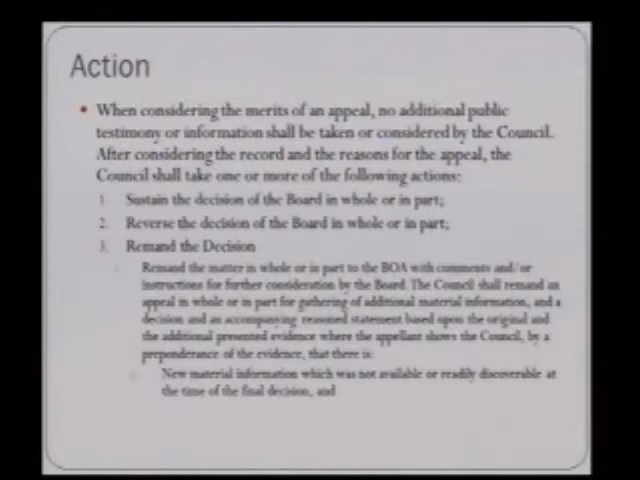 Action
• When considering the merits of an appeal, no additional public
testimony or information shall be taken or considered by the Council.
After considering the record and the reasons for the appeal, the
Council shall take one or more of the following actions:
1. Sustain the decision of the Board in whole or in part;
2. Reverse the decision of the Board in whole or in part;
3. Remand the Decision
Remand the matter in whole or in part to the BOA with comments and/or
instructions for further consideration by the Board. The Council shall remand an
appeal in whole or in part for gathering of additional material information, and a
decision and an accompanying reasoned statement based upon the original and
the additional presented evidence where the appellant shows the Council, by a
preponderance of the evidence, that there is:
New material information which was not available or readily discoverable at
the time of the final decision, and